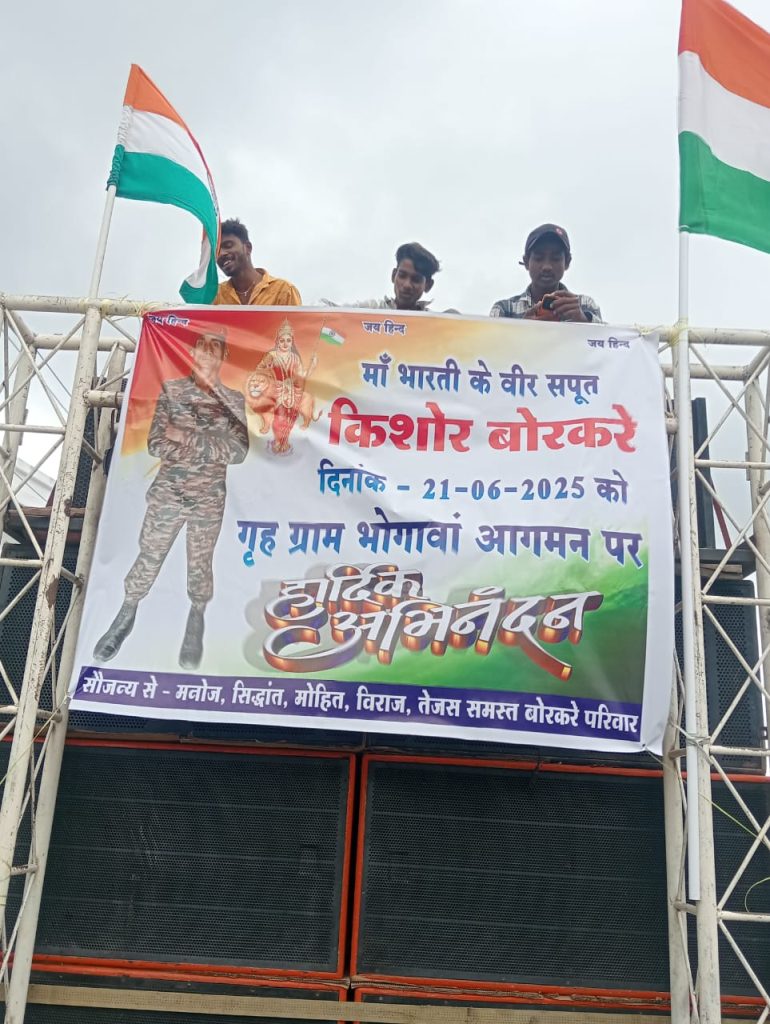 जय हिन्द
जय हिन्द
जय हिन्द
माँ भारती के वीर सपूत
किशोर बोरकरे
दिनांक - 21-06-2025 को
गृह ग्राम भोगावां आगमन पर
हार्दिक
अभिनंदन
सौजन्य से - मनोज, सिद्धांत, मोहित, विराज, तेजस समस्त बोरकरे परिवार